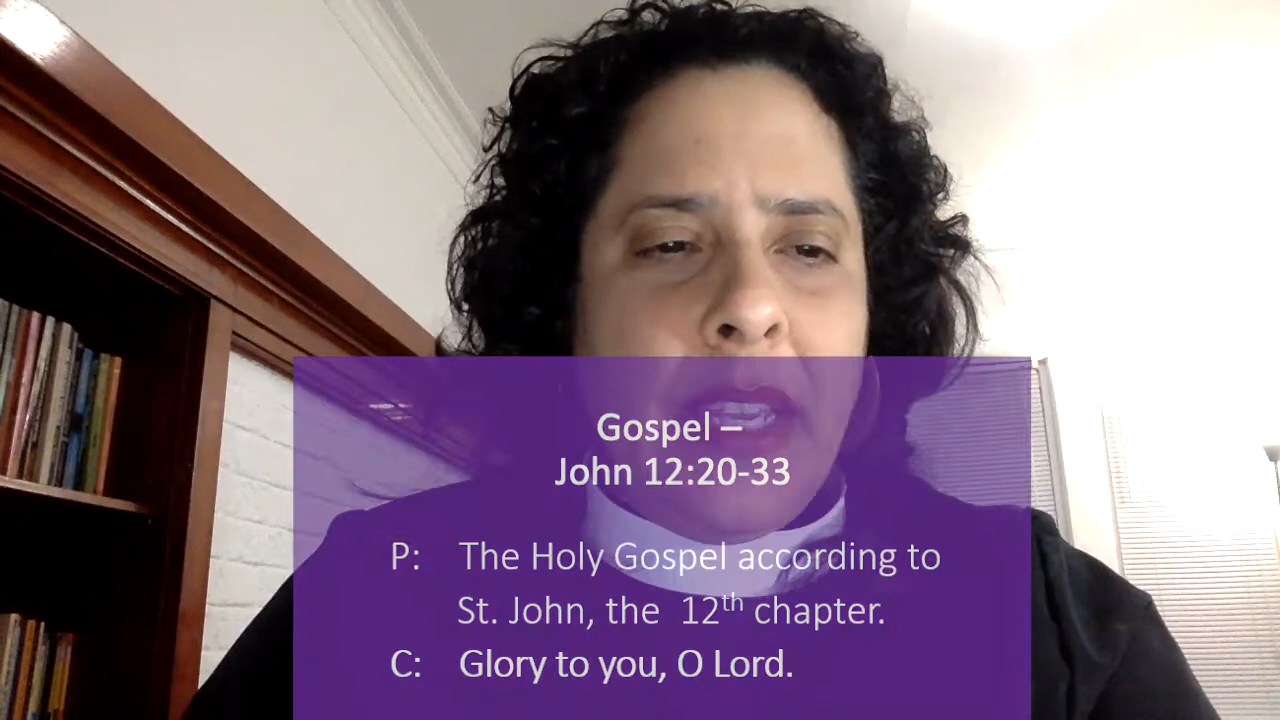 Gospel –
John 12:20-33
P: The Holy Gospel according to
St. John, the 12th chapter.
C: Glory to you, O Lord.